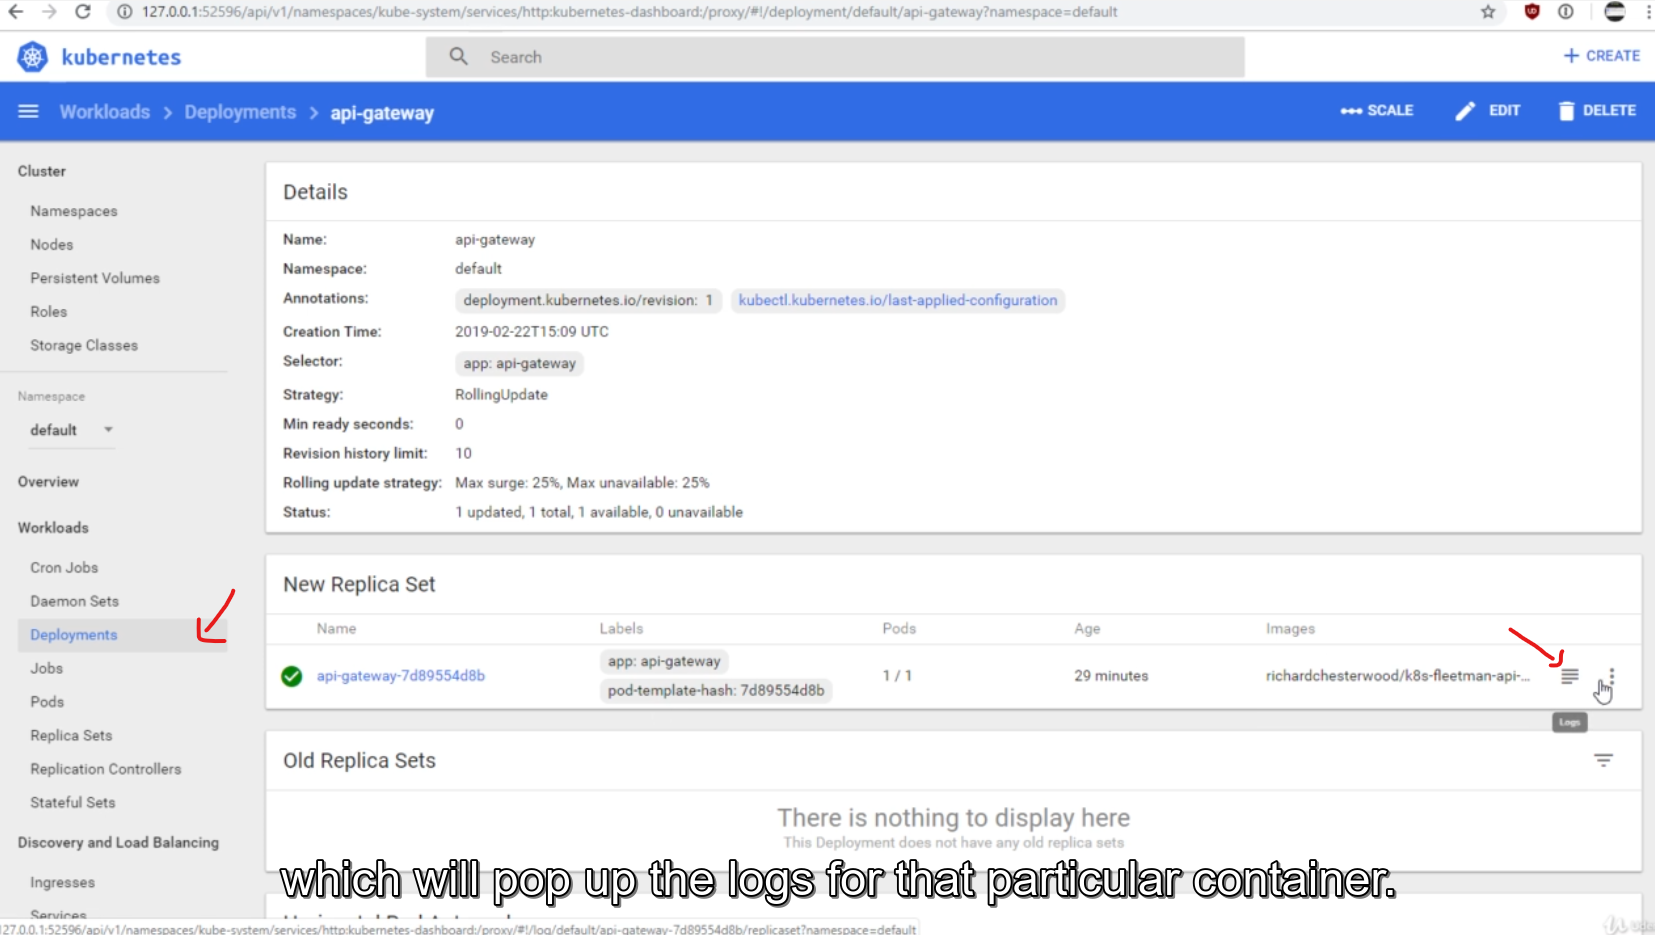 127.0.0.1:52596/api/v1/namespaces/kube-system/services/http:kubernetes-dashboard:/proxy/#!/deployment/default/api-gateway?namespace=default
kubernetes
Search
+ CREATE
Workloads > Deployments > api-gateway
SCALE
EDIT
DELETE
Cluster
Namespaces
Nodes
Persistent Volumes
Roles
Storage Classes
Namespace
default
Overview
Workloads
Cron Jobs
Daemon Sets
Deployments
Jobs
Pods
Replica Sets
Replication Controllers
Stateful Sets
Discovery and Load Balancing
Ingresses
Services
Details
Name: api-gateway
Namespace: default
Annotations: deployment.kubernetes.io/revision: 1 kubectl.kubernetes.io/last-applied-configuration
Creation Time: 2019-02-22T15:09 UTC
Selector: app: api-gateway
Strategy: RollingUpdate
Min ready seconds: 0
Revision history limit: 10
Rolling update strategy: Max surge: 25%, Max unavailable: 25%
Status: 1 updated, 1 total, 1 available, 0 unavailable
New Replica Set
Name Labels Pods Age Images
api-gateway-7d89554d8b
app: api-gateway
pod-template-hash: 7d89554d8b
1 / 1
29 minutes
richardchesterwood/k8s-fleetman-api-...
Logs
Old Replica Sets
There is nothing to display here
This Deployment does not have any old replica sets
which will pop up the logs for that particular container.
127.0.0.1:52596/api/v1/namespaces/kube-system/services/http:kubernetes-dashboard:/proxy/#!/log/default/api-gateway-7d89554d8b/replicaset?namespace=default